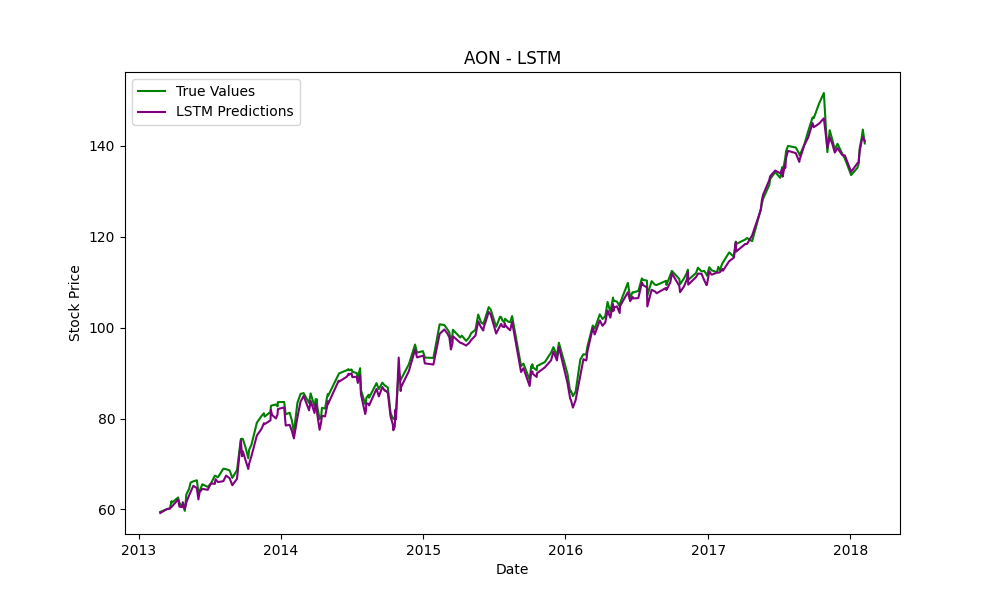 AON - LSTM
True Values
LSTM Predictions
140
120
100
80
60
Stock Price
2013 2014 2015 2016 2017 2018
Date